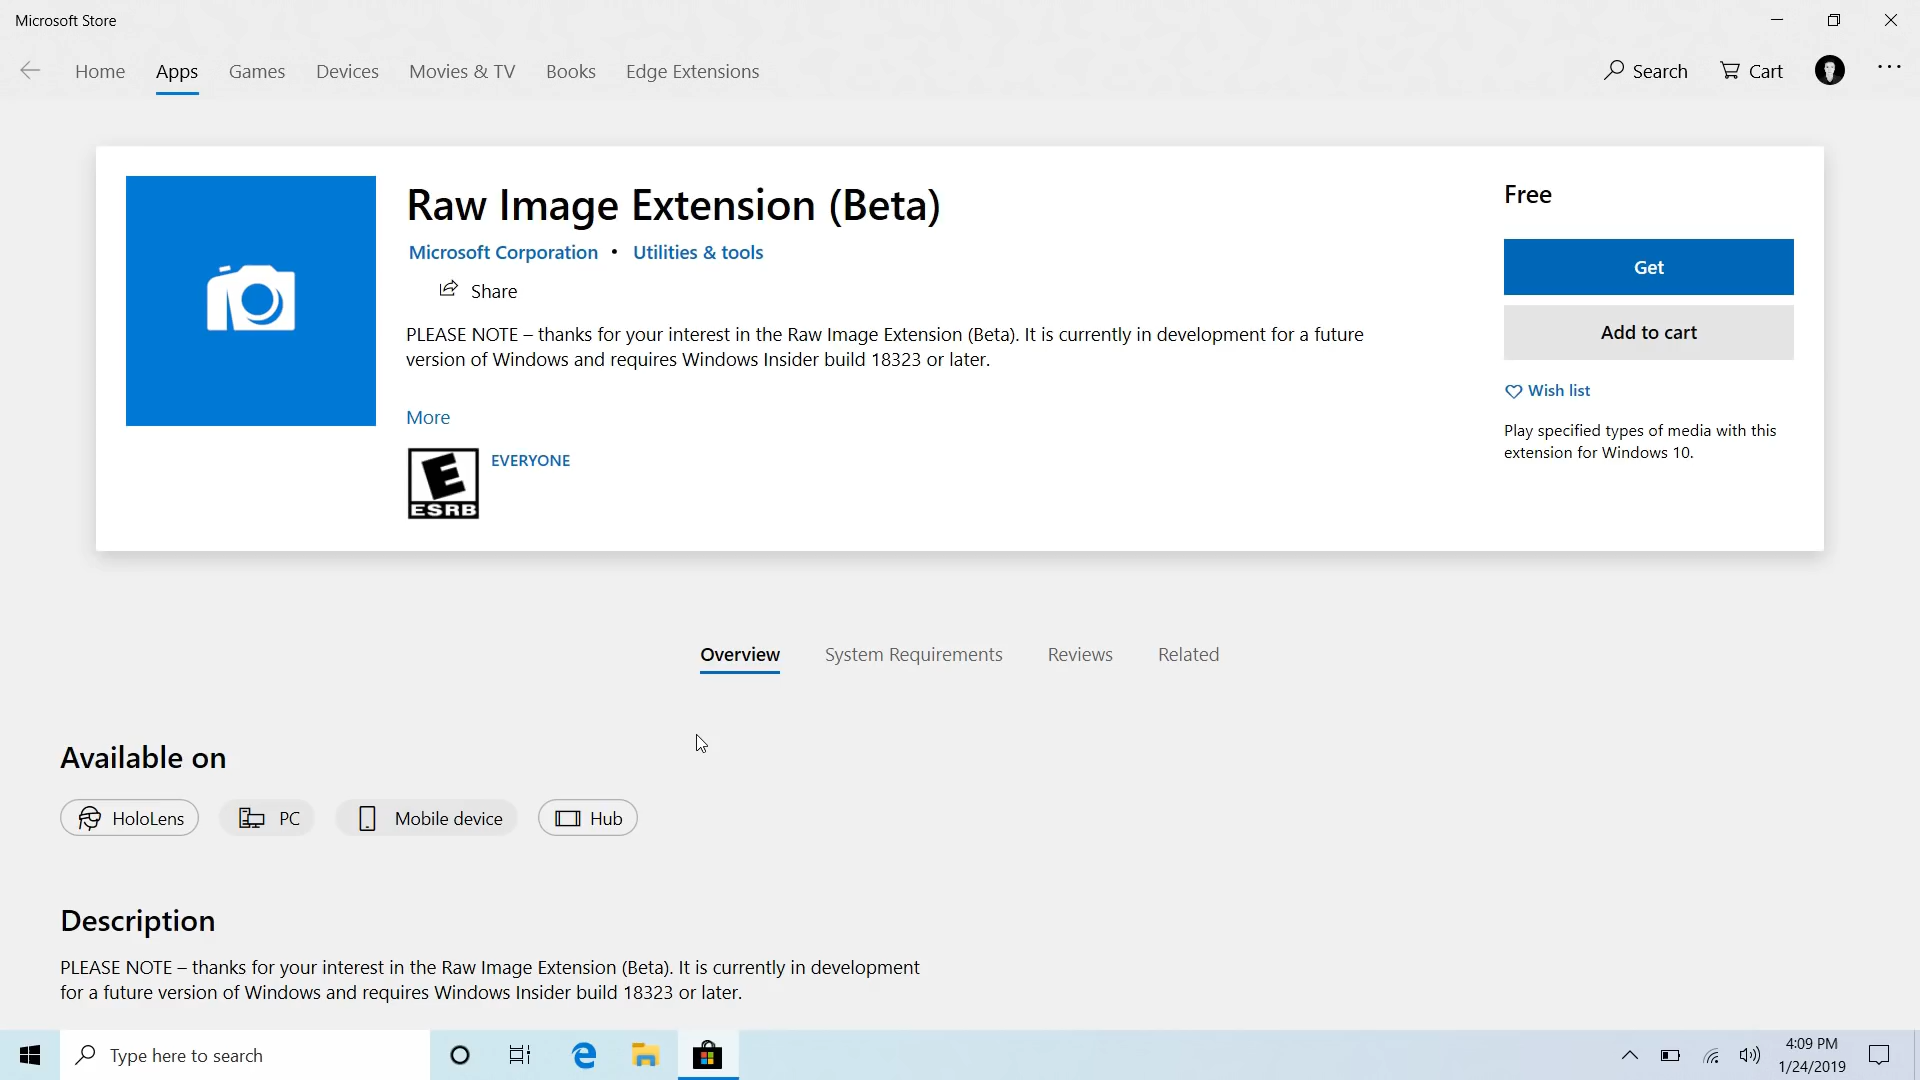 Microsoft Store
Home Apps Games Devices Movies & TV Books Edge Extensions Search Cart
Raw Image Extension (Beta)
Microsoft Corporation • Utilities & tools
Share
PLEASE NOTE – thanks for your interest in the Raw Image Extension (Beta). It is currently in development for a future
version of Windows and requires Windows Insider build 18323 or later.
More
E
ESRB
EVERYONE
Free
Get
Add to cart
Wish list
Play specified types of media with this
extension for Windows 10.
Overview System Requirements Reviews Related
Available on
HoloLens PC Mobile device Hub
Description
PLEASE NOTE – thanks for your interest in the Raw Image Extension (Beta). It is currently in development
for a future version of Windows and requires Windows Insider build 18323 or later.
Type here to search
4:09 PM
1/24/2019